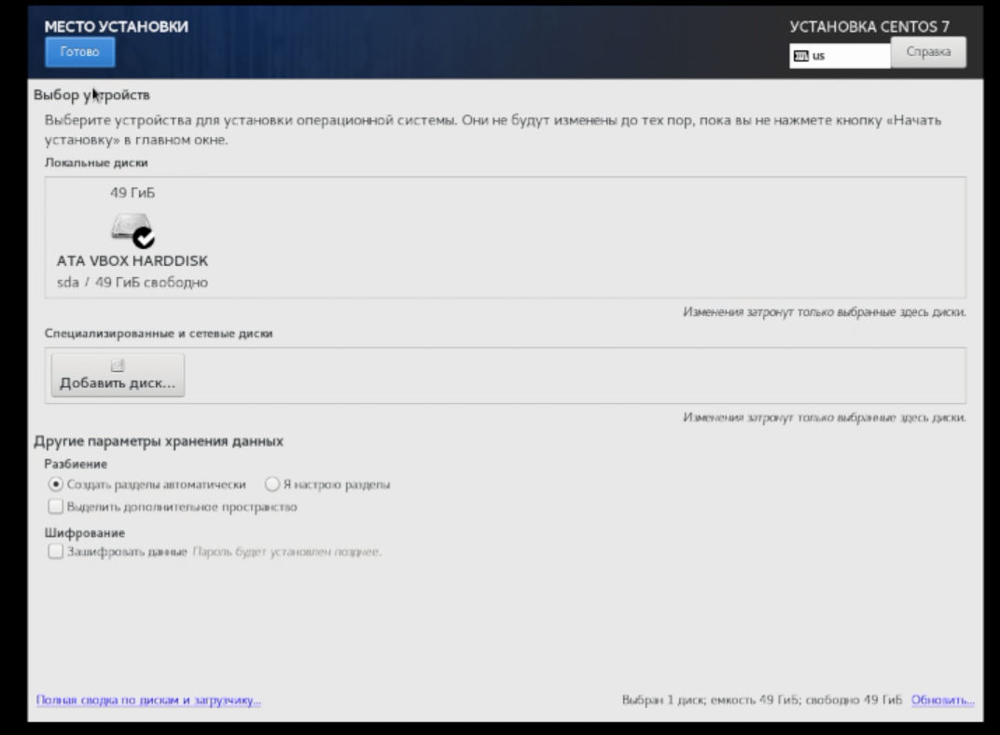 МЕСТО УСТАНОВКИ
УСТАНОВКА CENTOS 7
Готово
us
Справка
Выбор устройств
Выберите устройства для установки операционной системы. Они не будут изменены до тех пор, пока вы не нажмете кнопку «Начать
установку» в главном окне.
Локальные диски
49 ГиБ
ATA VBOX HARDDISK
sda / 49 ГиБ свободно
Изменения затронут только выбранные здесь диски.
Специализированные и сетевые диски
Добавить диск...
Изменения затронут только выбранные здесь диски.
Другие параметры хранения данных
Разбиение
Создать разделы автоматически Я настрою разделы
Выделить дополнительное пространство
Шифрование
Зашифровать данные Пароль будет установлен позднее.
Полная сводка по дискам и загрузчику...
Выбран 1 диск; емкость 49 ГиБ; свободно 49 ГиБ Обновить...